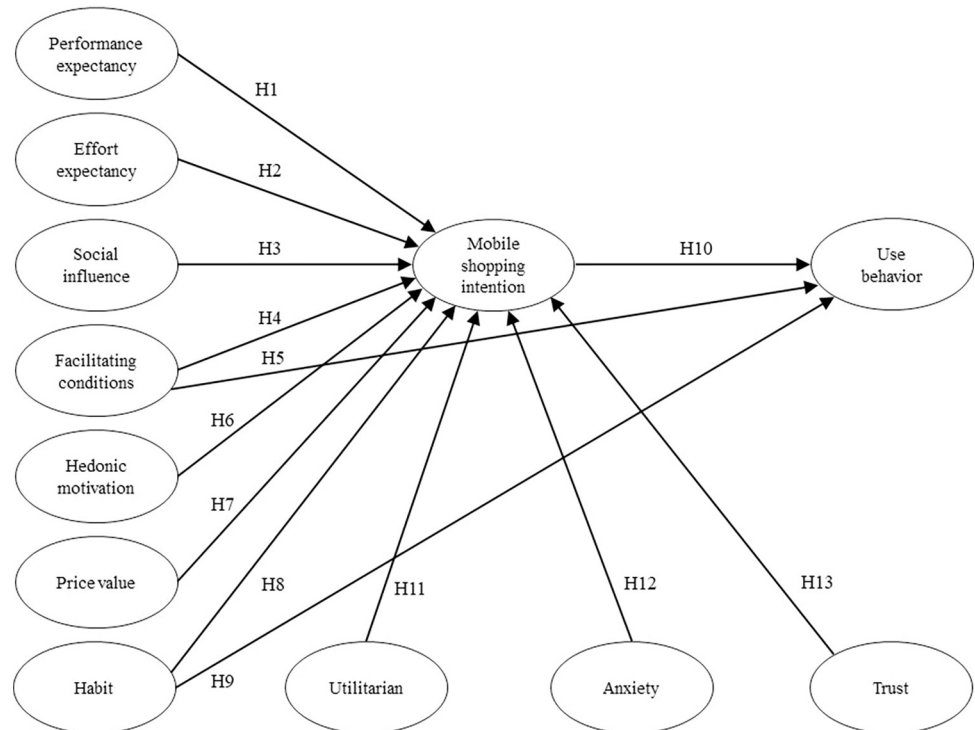 Performance
expectancy
H1
Effort
expectancy
H2
Social
influence
H3
Mobile
shopping
intention
H10
Use
behavior
Facilitating
conditions
H4
H5
Hedonic
motivation
H6
Price value
H7
Habit
H8
H9
H11
Utilitarian
H12
Anxiety
H13
Trust